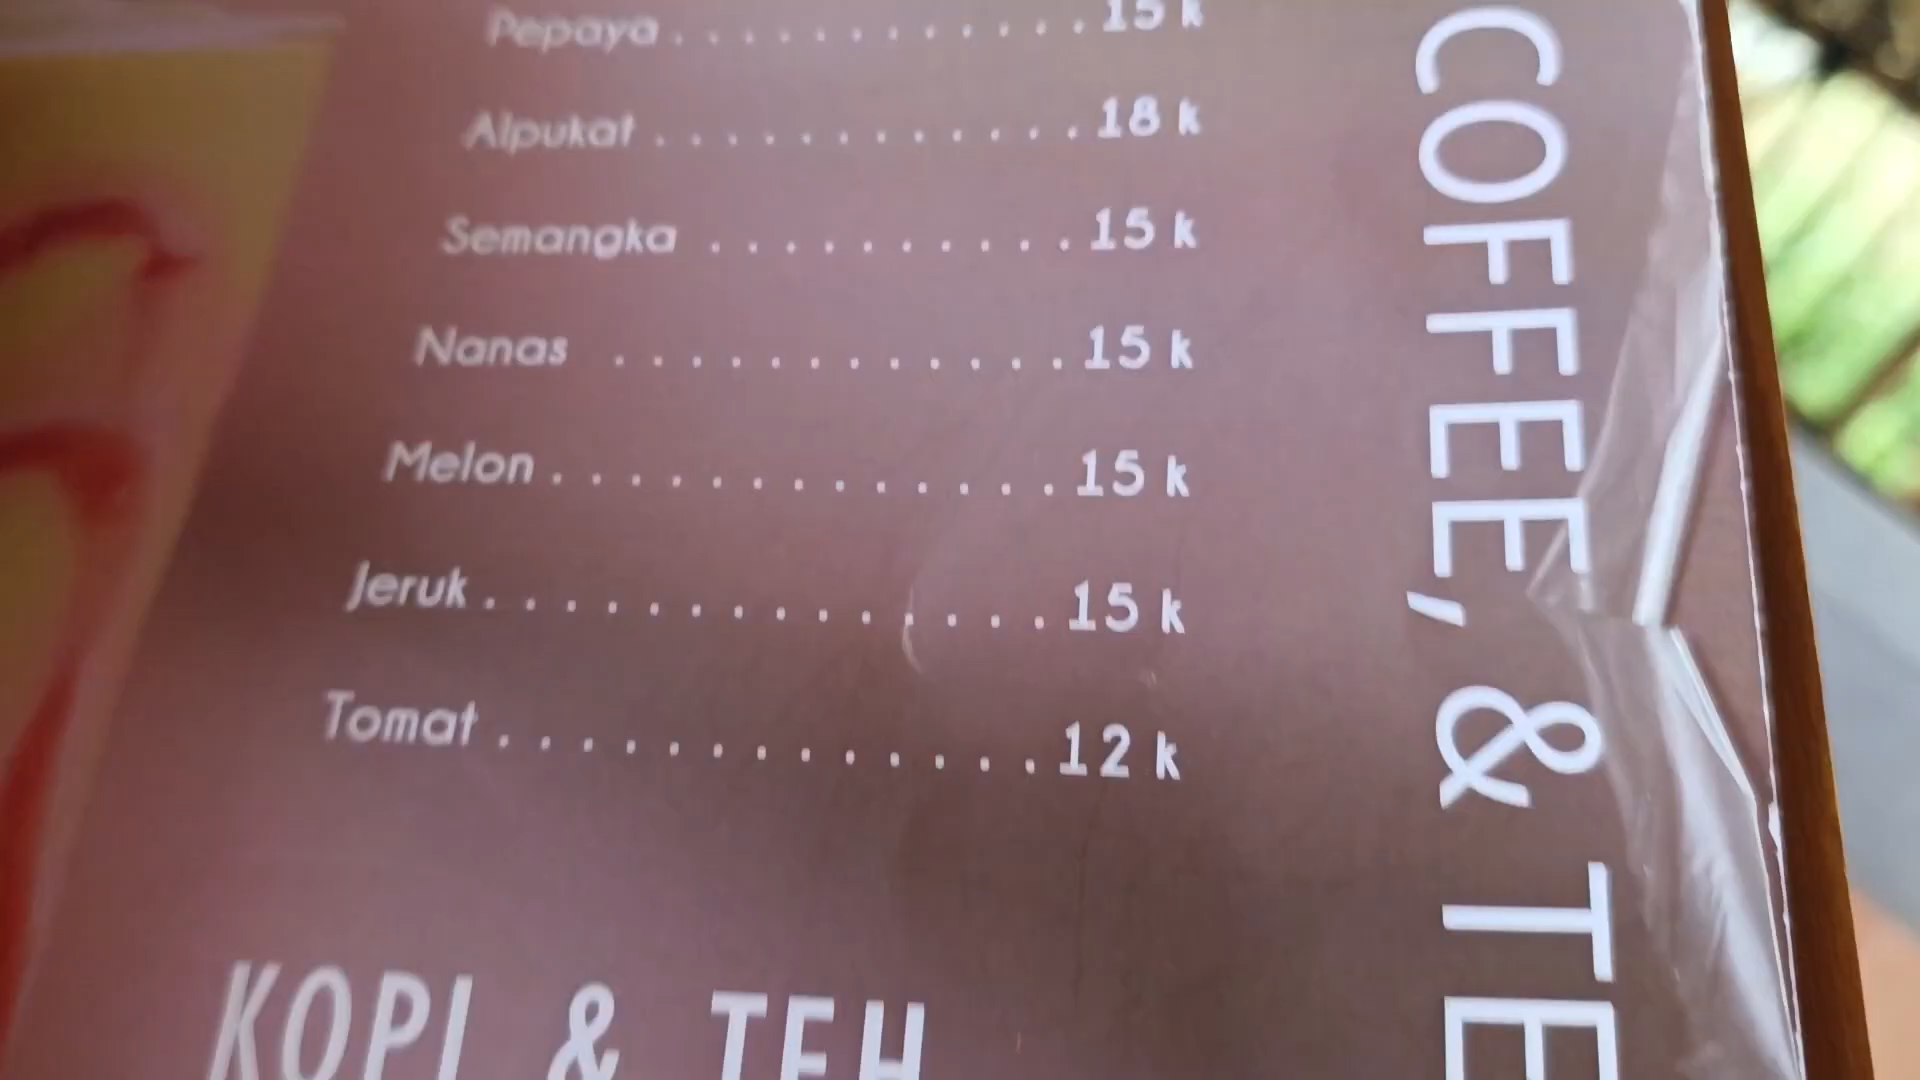 Pepaya . . . . . . . . . . . . 15 k
Alpukat . . . . . . . . . . . . 18 k
Semangka . . . . . . . . . . 15 k
Nanas . . . . . . . . . . . . 15 k
Melon . . . . . . . . . . . . . 15 k
Jeruk . . . . . . . . . . . . . . 15 k
Tomat . . . . . . . . . . . . . 12 k
KOPI & TEH
COFFEE, & TE